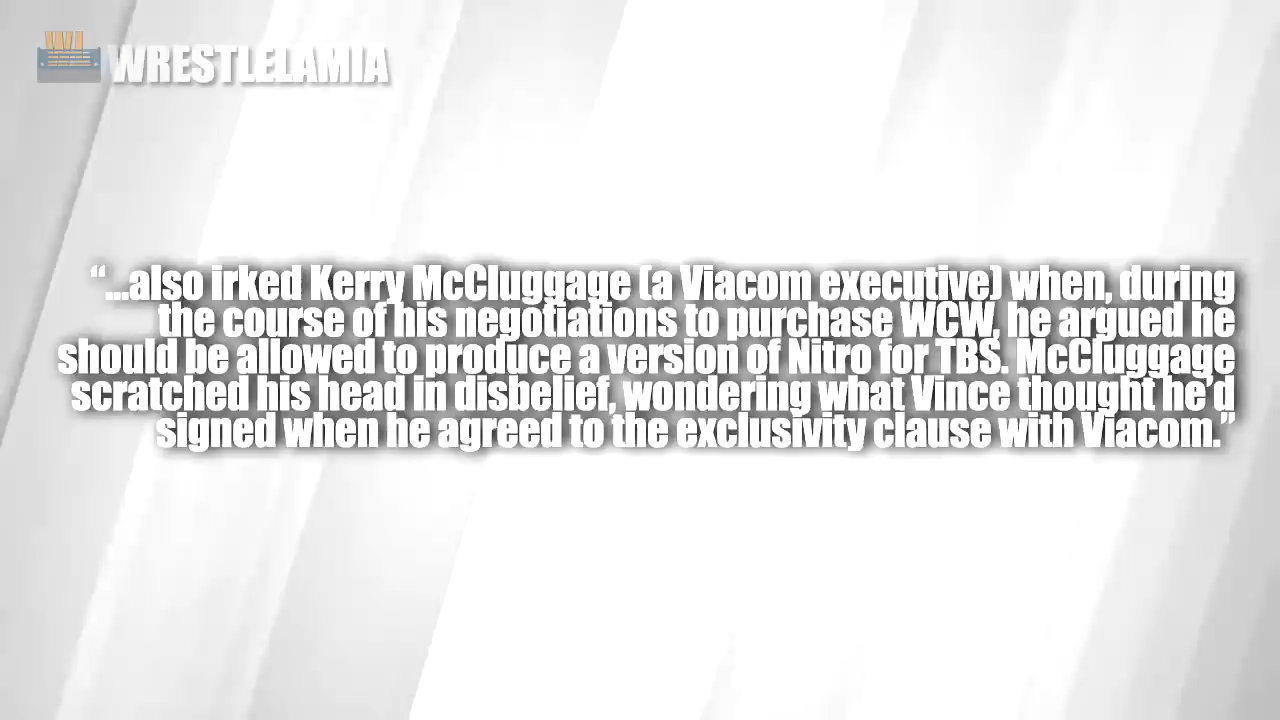 WI
WRESTLELAMIA
“...also irked Kerry McCluggage (a Viacom executive) when, during
the course of his negotiations to purchase WCW, he argued he
should be allowed to produce a version of Nitro for TBS. McCluggage
scratched his head in disbelief, wondering what Vince thought he’d
signed when he agreed to the exclusivity clause with Viacom.”